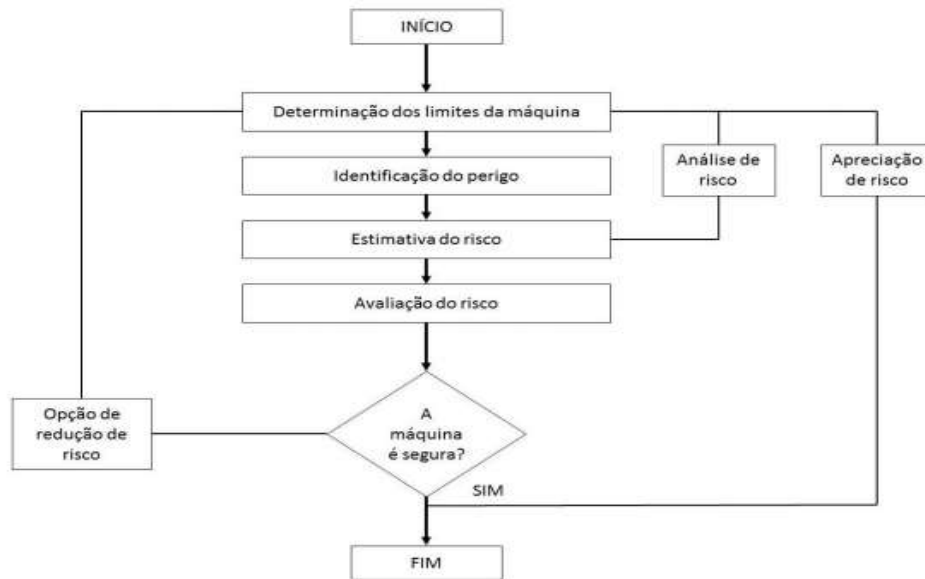 INÍCIO
Determinação dos limites da máquina
Identificação do perigo
Análise de
risco
Apreciação
de risco
Estimativa do risco
Avaliação do risco
Opção de
redução de
risco
A
máquina
é segura?
SIM
FIM